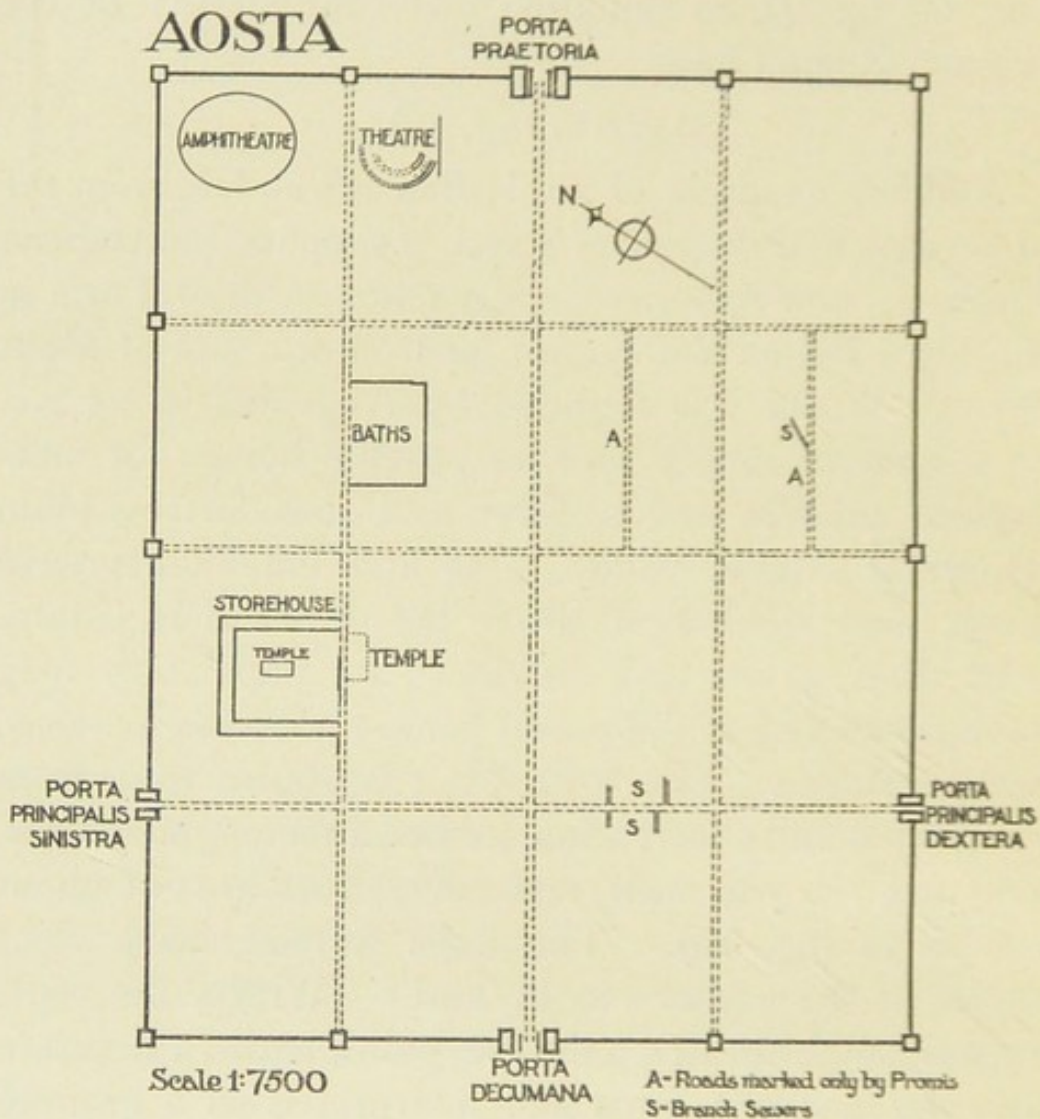 AOSTA
PORTA
PRAETORIA
AMPHITHEATRE
THEATRE
N
BATHS
A
S
A
STOREHOUSE
TEMPLE
TEMPLE
PORTA
PRINCIPALIS
SINISTRA
S
S
PORTA
PRINCIPALIS
DEXTERA
PORTA
DECUMANA
Scale 1:7500
A-Roads marked only by Promis
S-Branch Sewers